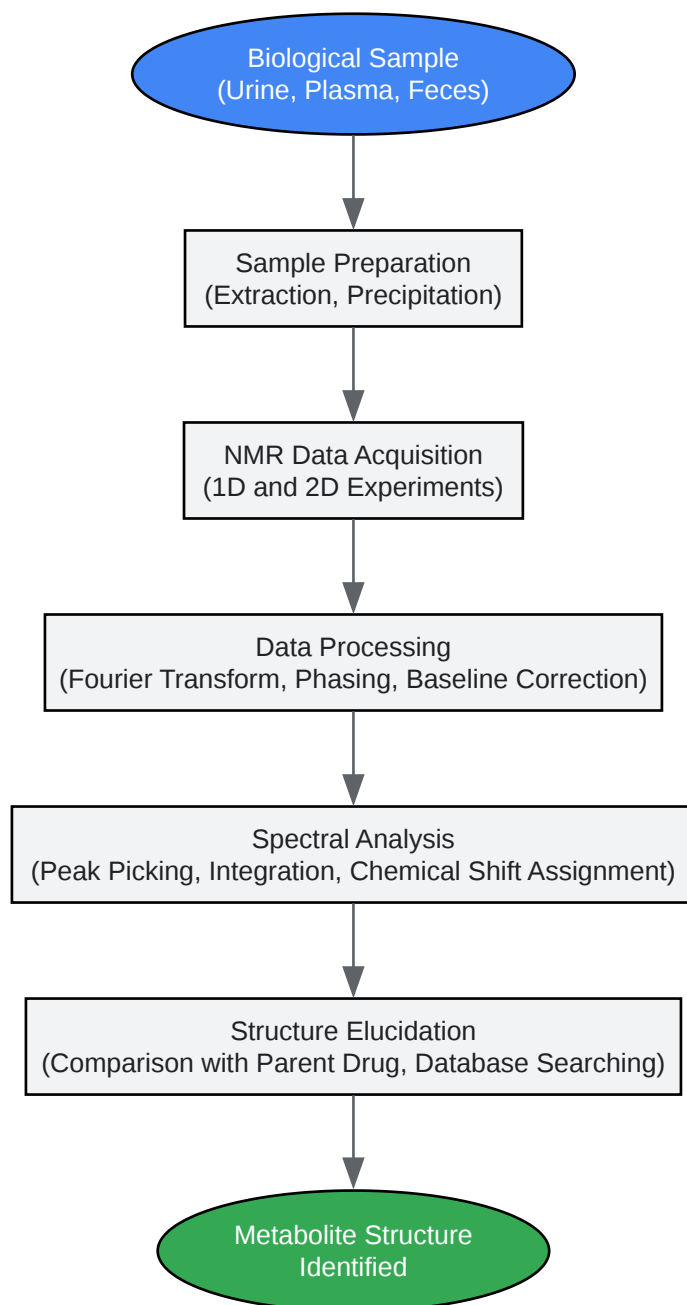 Biological Sample
(Urine, Plasma, Feces)
Sample Preparation
(Extraction, Precipitation)
NMR Data Acquisition
(1D and 2D Experiments)
Data Processing
(Fourier Transform, Phasing, Baseline Correction)
Spectral Analysis
(Peak Picking, Integration, Chemical Shift Assignment)
Structure Elucidation
(Comparison with Parent Drug, Database Searching)
Metabolite Structure
Identified